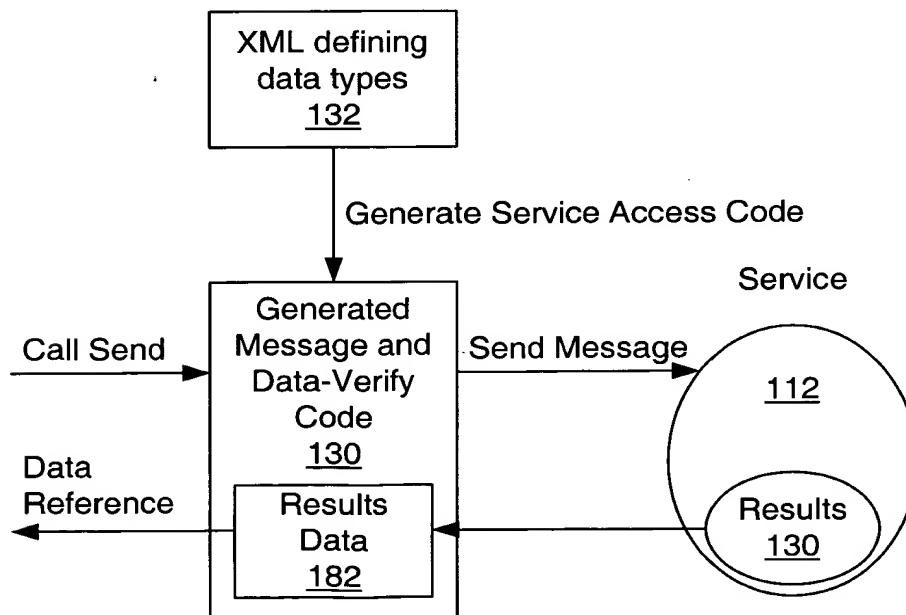 XML defining
data types
132
Generate Service Access Code
Service
Generated
Message and
Data-Verify
Code
130
Call Send
Send Message
112
Data
Reference
Results
Data
182
Results
130